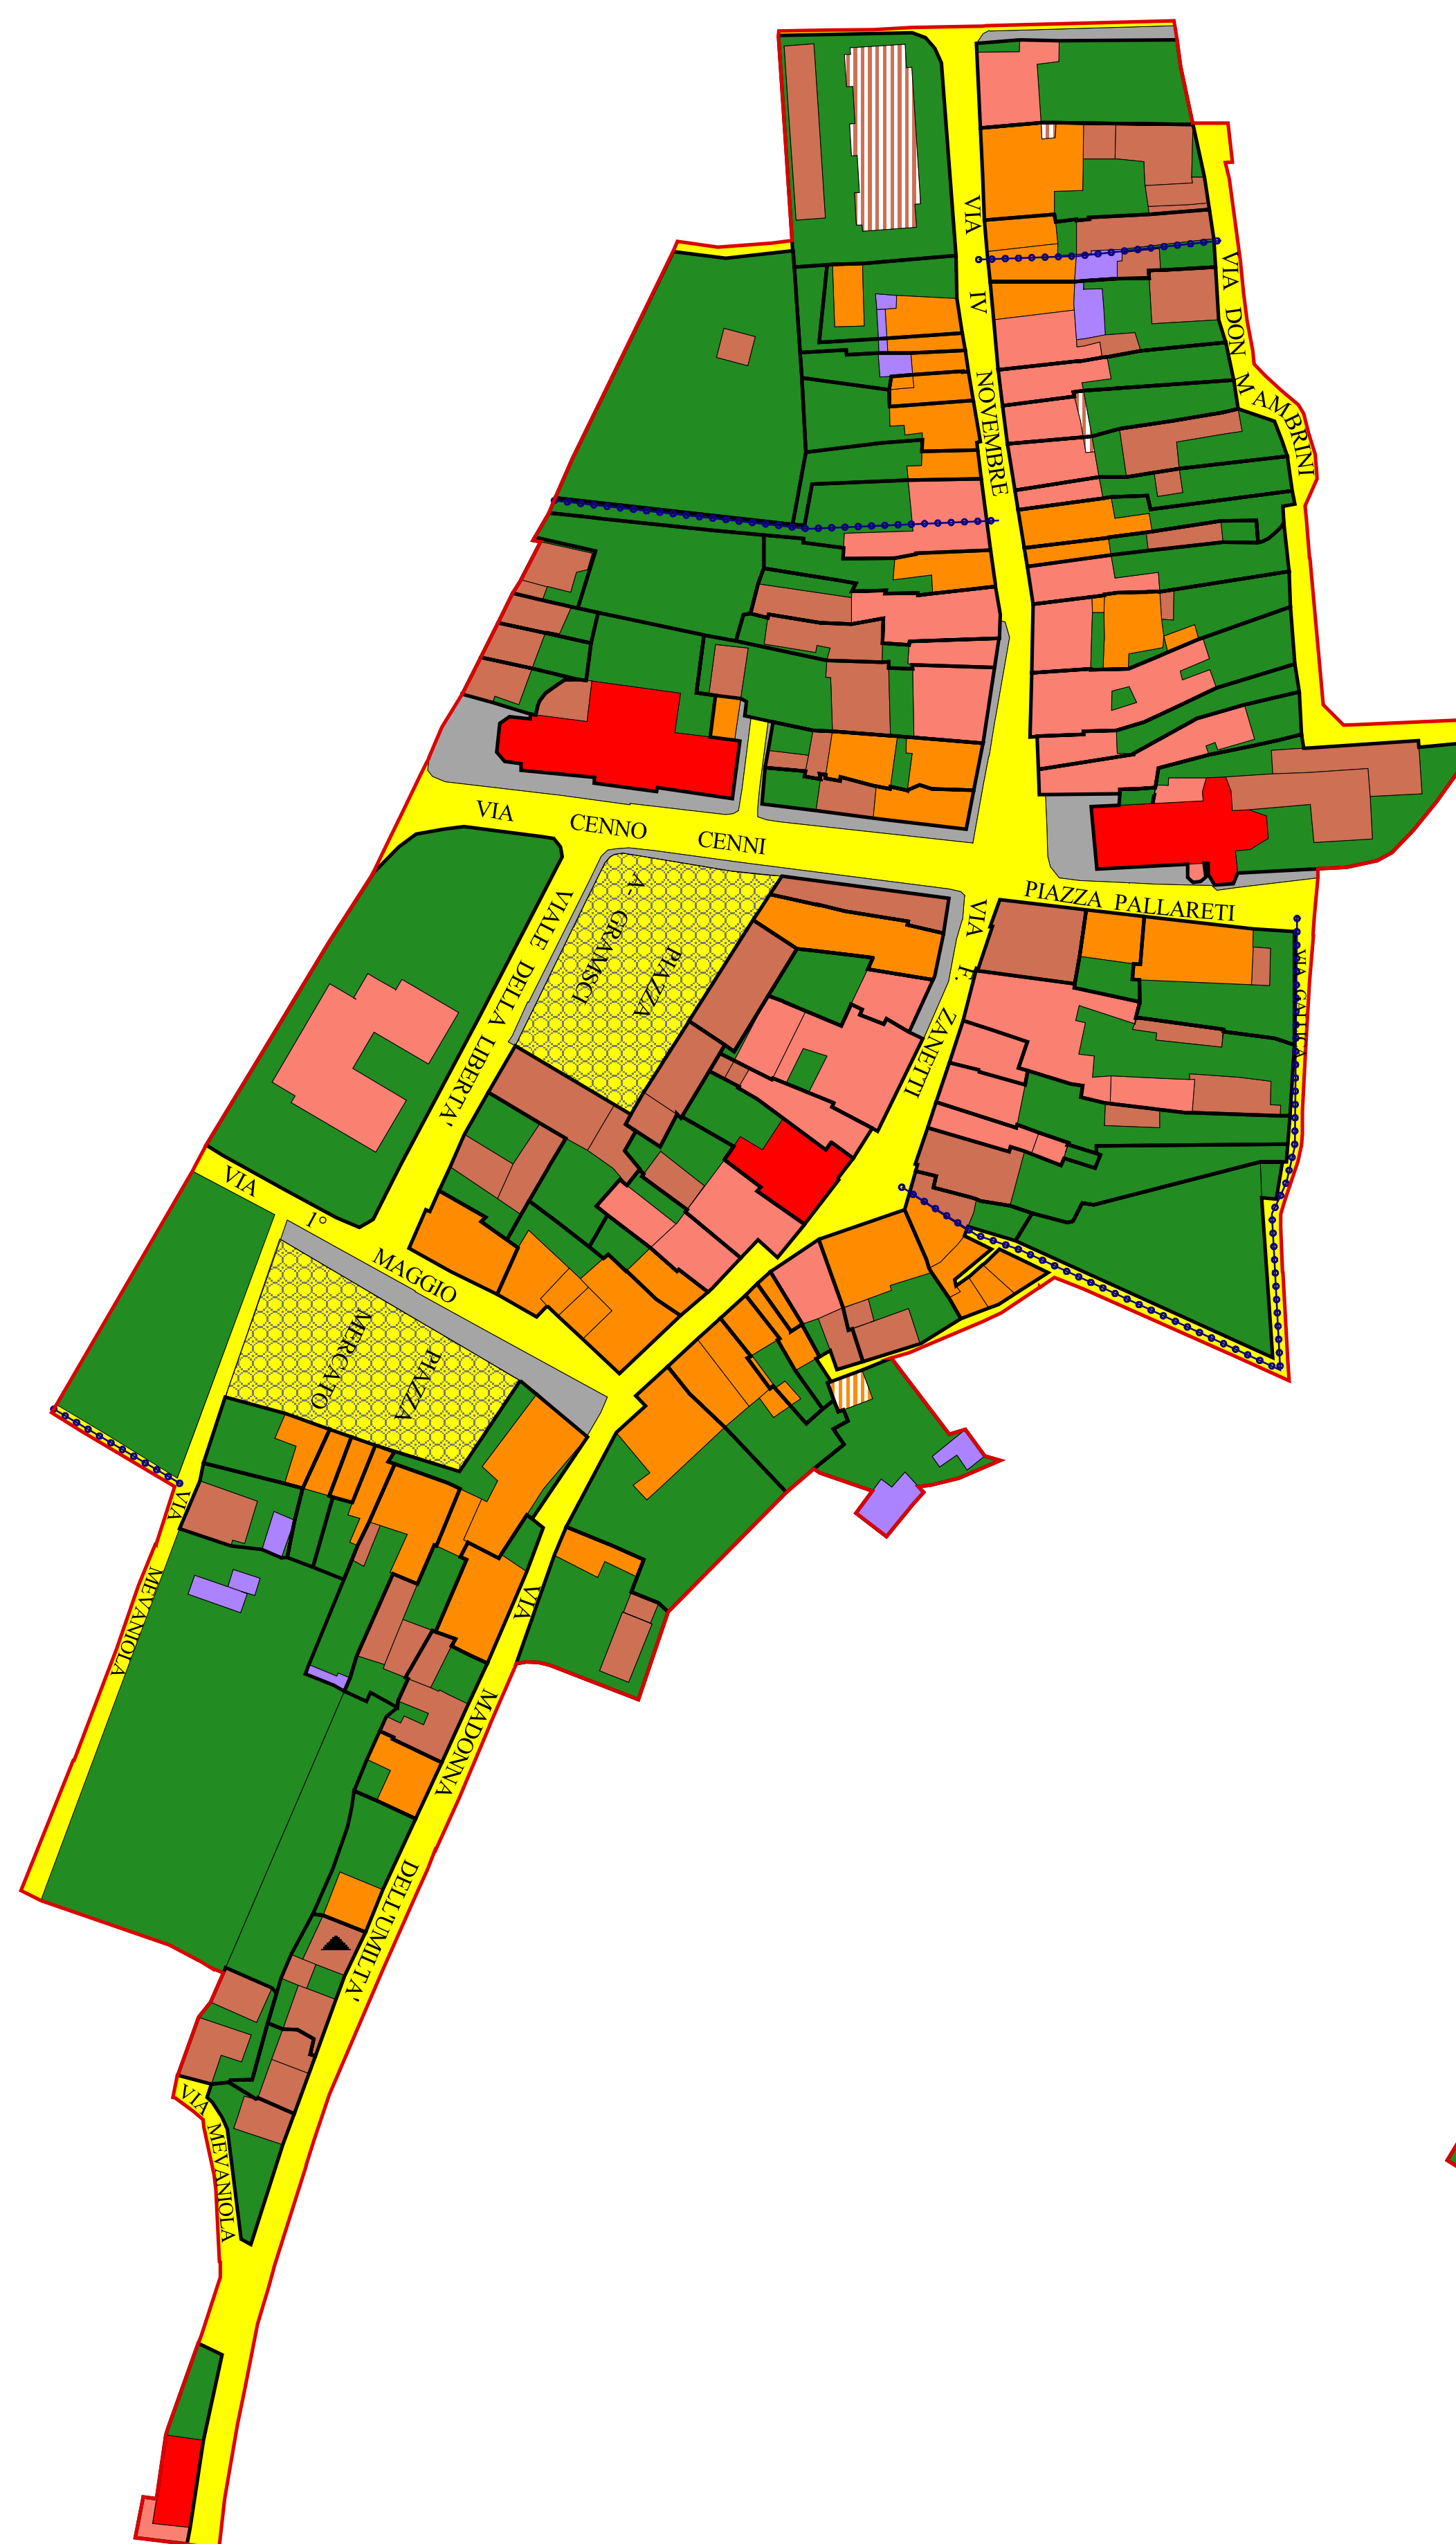 VIA IV NOVEMBRE
VIA DON MAMBRINI
VIA CENNO CENNI
PIAZZA PALLARETI
VIALE DELLA LIBERTA'
PIAZZA
A- GRAMSCI
VIA F. ZANETTI
VIA GALLICA
VIA 1° MAGGIO
PIAZZA
MERCATO
VIA MEVANIOLA
VIA MADONNA DELL'UMILTA'
VIA MEVANIOLA